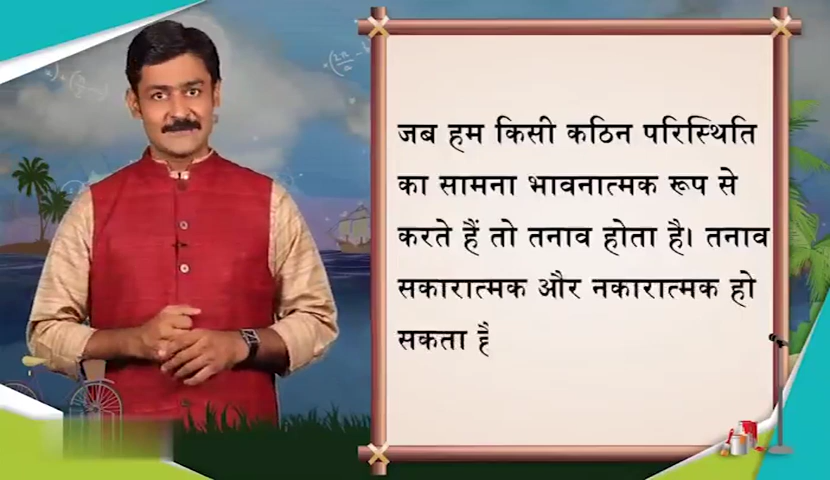 जब हम किसी कठिन परिस्थिति
का सामना भावनात्मक रूप से
करते हैं तो तनाव होता है। तनाव
सकारात्मक और नकारात्मक हो
सकता है